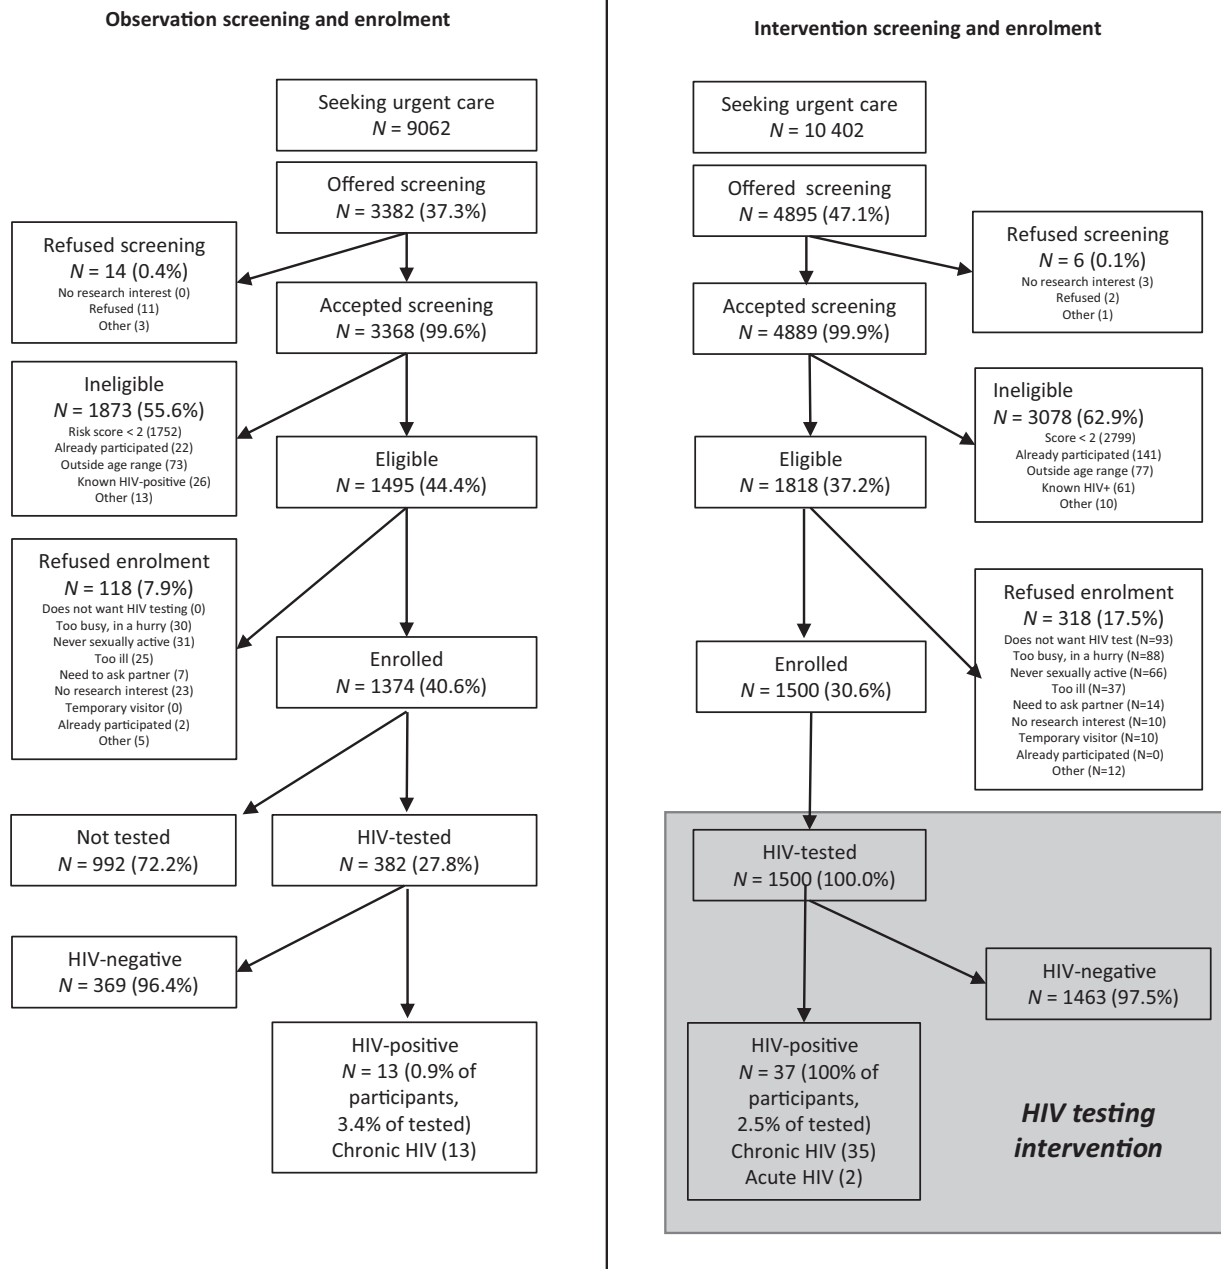 Observation screening and enrolment
Seeking urgent care
N = 9062
Offered screening
N = 3382 (37.3%)
Refused screening
N = 14 (0.4%)
No research interest (0)
Refused (11)
Other (3)
Accepted screening
N = 3368 (99.6%)
Ineligible
N = 1873 (55.6%)
Risk score < 2 (1752)
Already participated (22)
Outside age range (73)
Known HIV-positive (26)
Other (13)
Eligible
N = 1495 (44.4%)
Refused enrolment
N = 118 (7.9%)
Does not want HIV testing (0)
Too busy, in a hurry (30)
Never sexually active (31)
Too ill (25)
Need to ask partner (7)
No research interest (23)
Temporary visitor (0)
Already participated (2)
Other (5)
Enrolled
N = 1374 (40.6%)
Not tested
N = 992 (72.2%)
HIV-tested
N = 382 (27.8%)
HIV-negative
N = 369 (96.4%)
HIV-positive
N = 13 (0.9% of
participants,
3.4% of tested)
Chronic HIV (13)
Intervention screening and enrolment
Seeking urgent care
N = 10 402
Offered screening
N = 4895 (47.1%)
Refused screening
N = 6 (0.1%)
No research interest (3)
Refused (2)
Other (1)
Accepted screening
N = 4889 (99.9%)
Ineligible
N = 3078 (62.9%)
Score < 2 (2799)
Already participated (141)
Outside age range (77)
Known HIV+ (61)
Other (10)
Eligible
N = 1818 (37.2%)
Refused enrolment
N = 318 (17.5%)
Does not want HIV test (N=93)
Too busy, in a hurry (N=88)
Never sexually active (N=66)
Too ill (N=37)
Need to ask partner (N=14)
No research interest (N=10)
Temporary visitor (N=10)
Already participated (N=0)
Other (N=12)
Enrolled
N = 1500 (30.6%)
HIV-tested
N = 1500 (100.0%)
HIV-negative
N = 1463 (97.5%)
HIV-positive
N = 37 (100% of
participants,
2.5% of tested)
Chronic HIV (35)
Acute HIV (2)
HIV testing
intervention